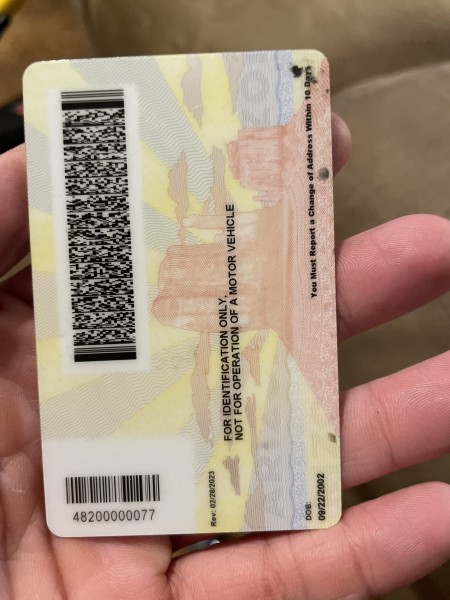 You Must Report a Change of Address Within 10 Days
FOR IDENTIFICATION ONLY,
NOT FOR OPERATION OF A MOTOR VEHICLE
Rev: 02/28/2023
DOB:
09/22/2002
48200000077